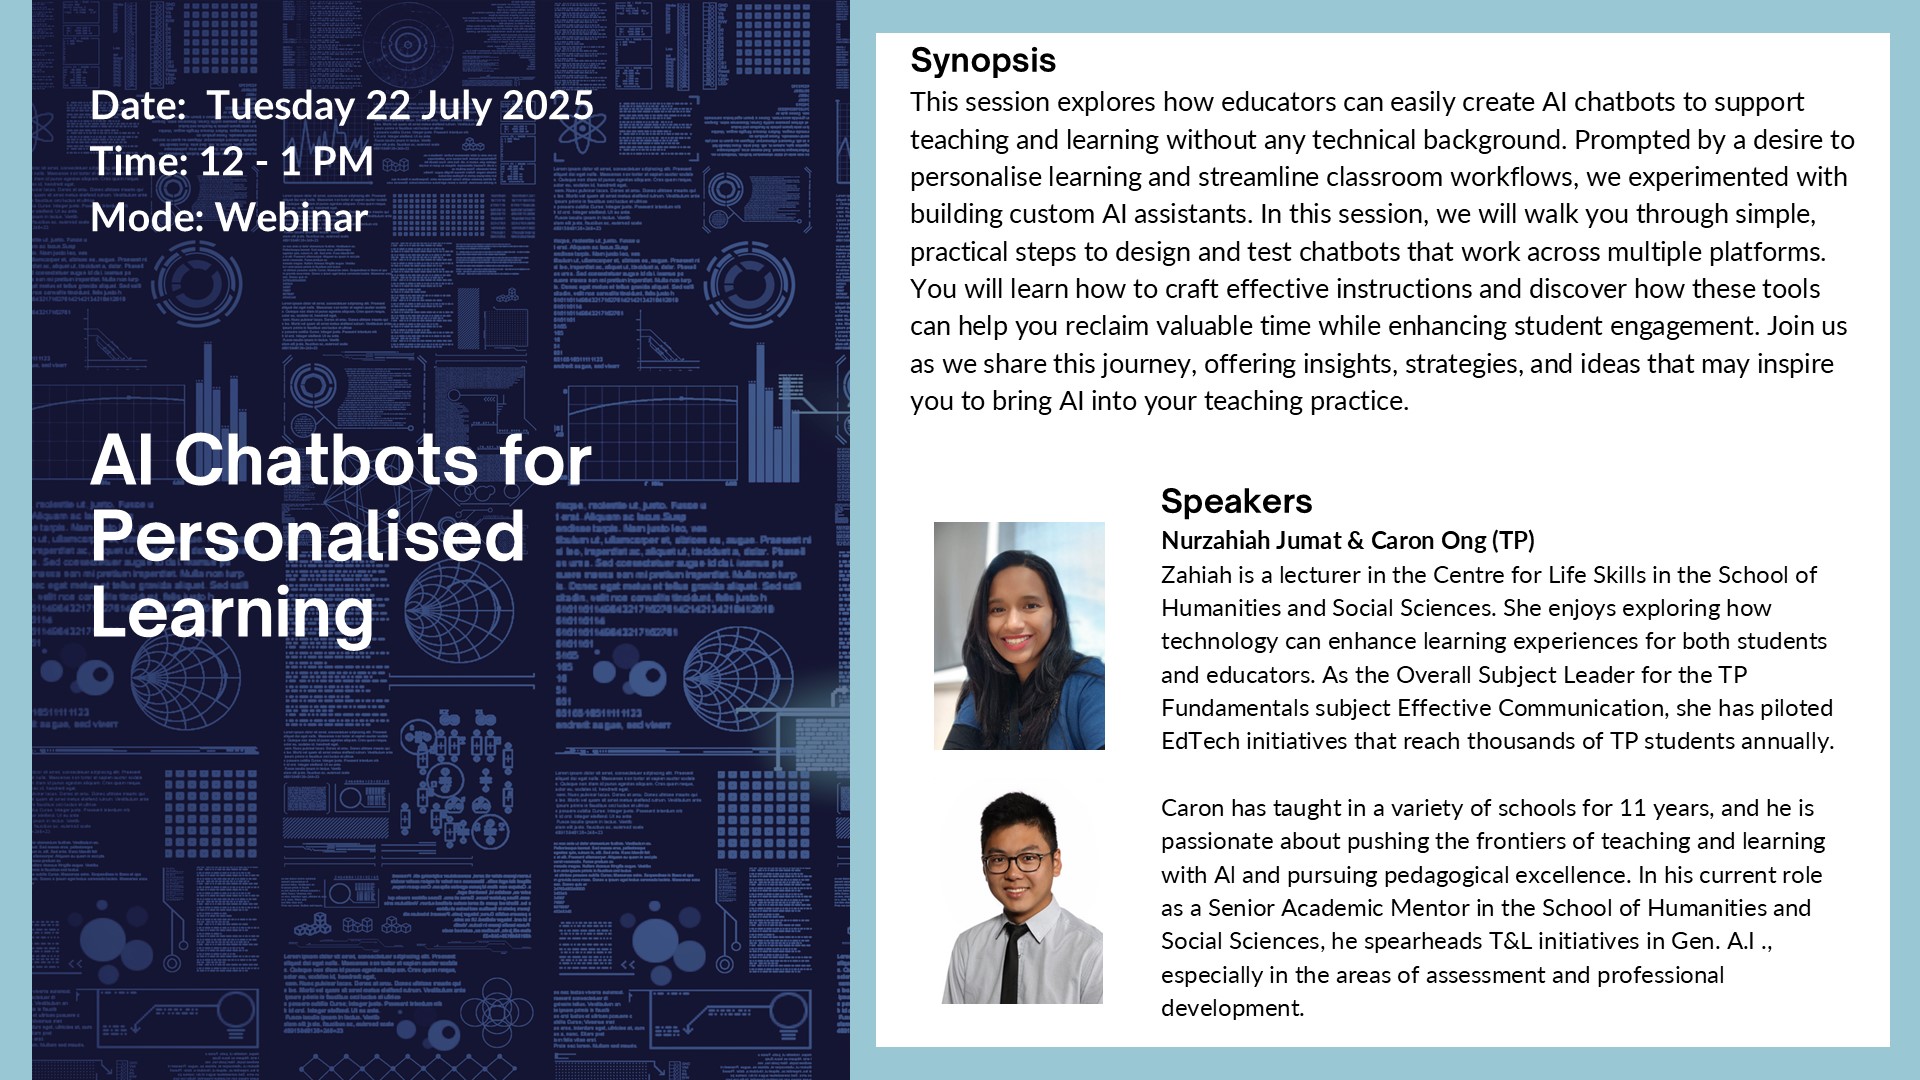 Date:  Tuesday 22 July 2025
Time: 12 - 1 PM
Mode: Webinar
AI Chatbots for
Personalised
Learning
Synopsis
This session explores how educators can easily create AI chatbots to support
teaching and learning without any technical background. Prompted by a desire to
personalise learning and streamline classroom workflows, we experimented with
building custom AI assistants. In this session, we will walk you through simple,
practical steps to design and test chatbots that work across multiple platforms.
You will learn how to craft effective instructions and discover how these tools
can help you reclaim valuable time while enhancing student engagement. Join us
as we share this journey, offering insights, strategies, and ideas that may inspire
you to bring AI into your teaching practice.
Speakers
Nurzahiah Jumat & Caron Ong (TP)
Zahiah is a lecturer in the Centre for Life Skills in the School of
Humanities and Social Sciences. She enjoys exploring how
technology can enhance learning experiences for both students
and educators. As the Overall Subject Leader for the TP
Fundamentals subject Effective Communication, she has piloted
EdTech initiatives that reach thousands of TP students annually.
Caron has taught in a variety of schools for 11 years, and he is
passionate about pushing the frontiers of teaching and learning
with AI and pursuing pedagogical excellence. In his current role
as a Senior Academic Mentor in the School of Humanities and
Social Sciences, he spearheads T&L initiatives in Gen. A.I .,
especially in the areas of assessment and professional
development.